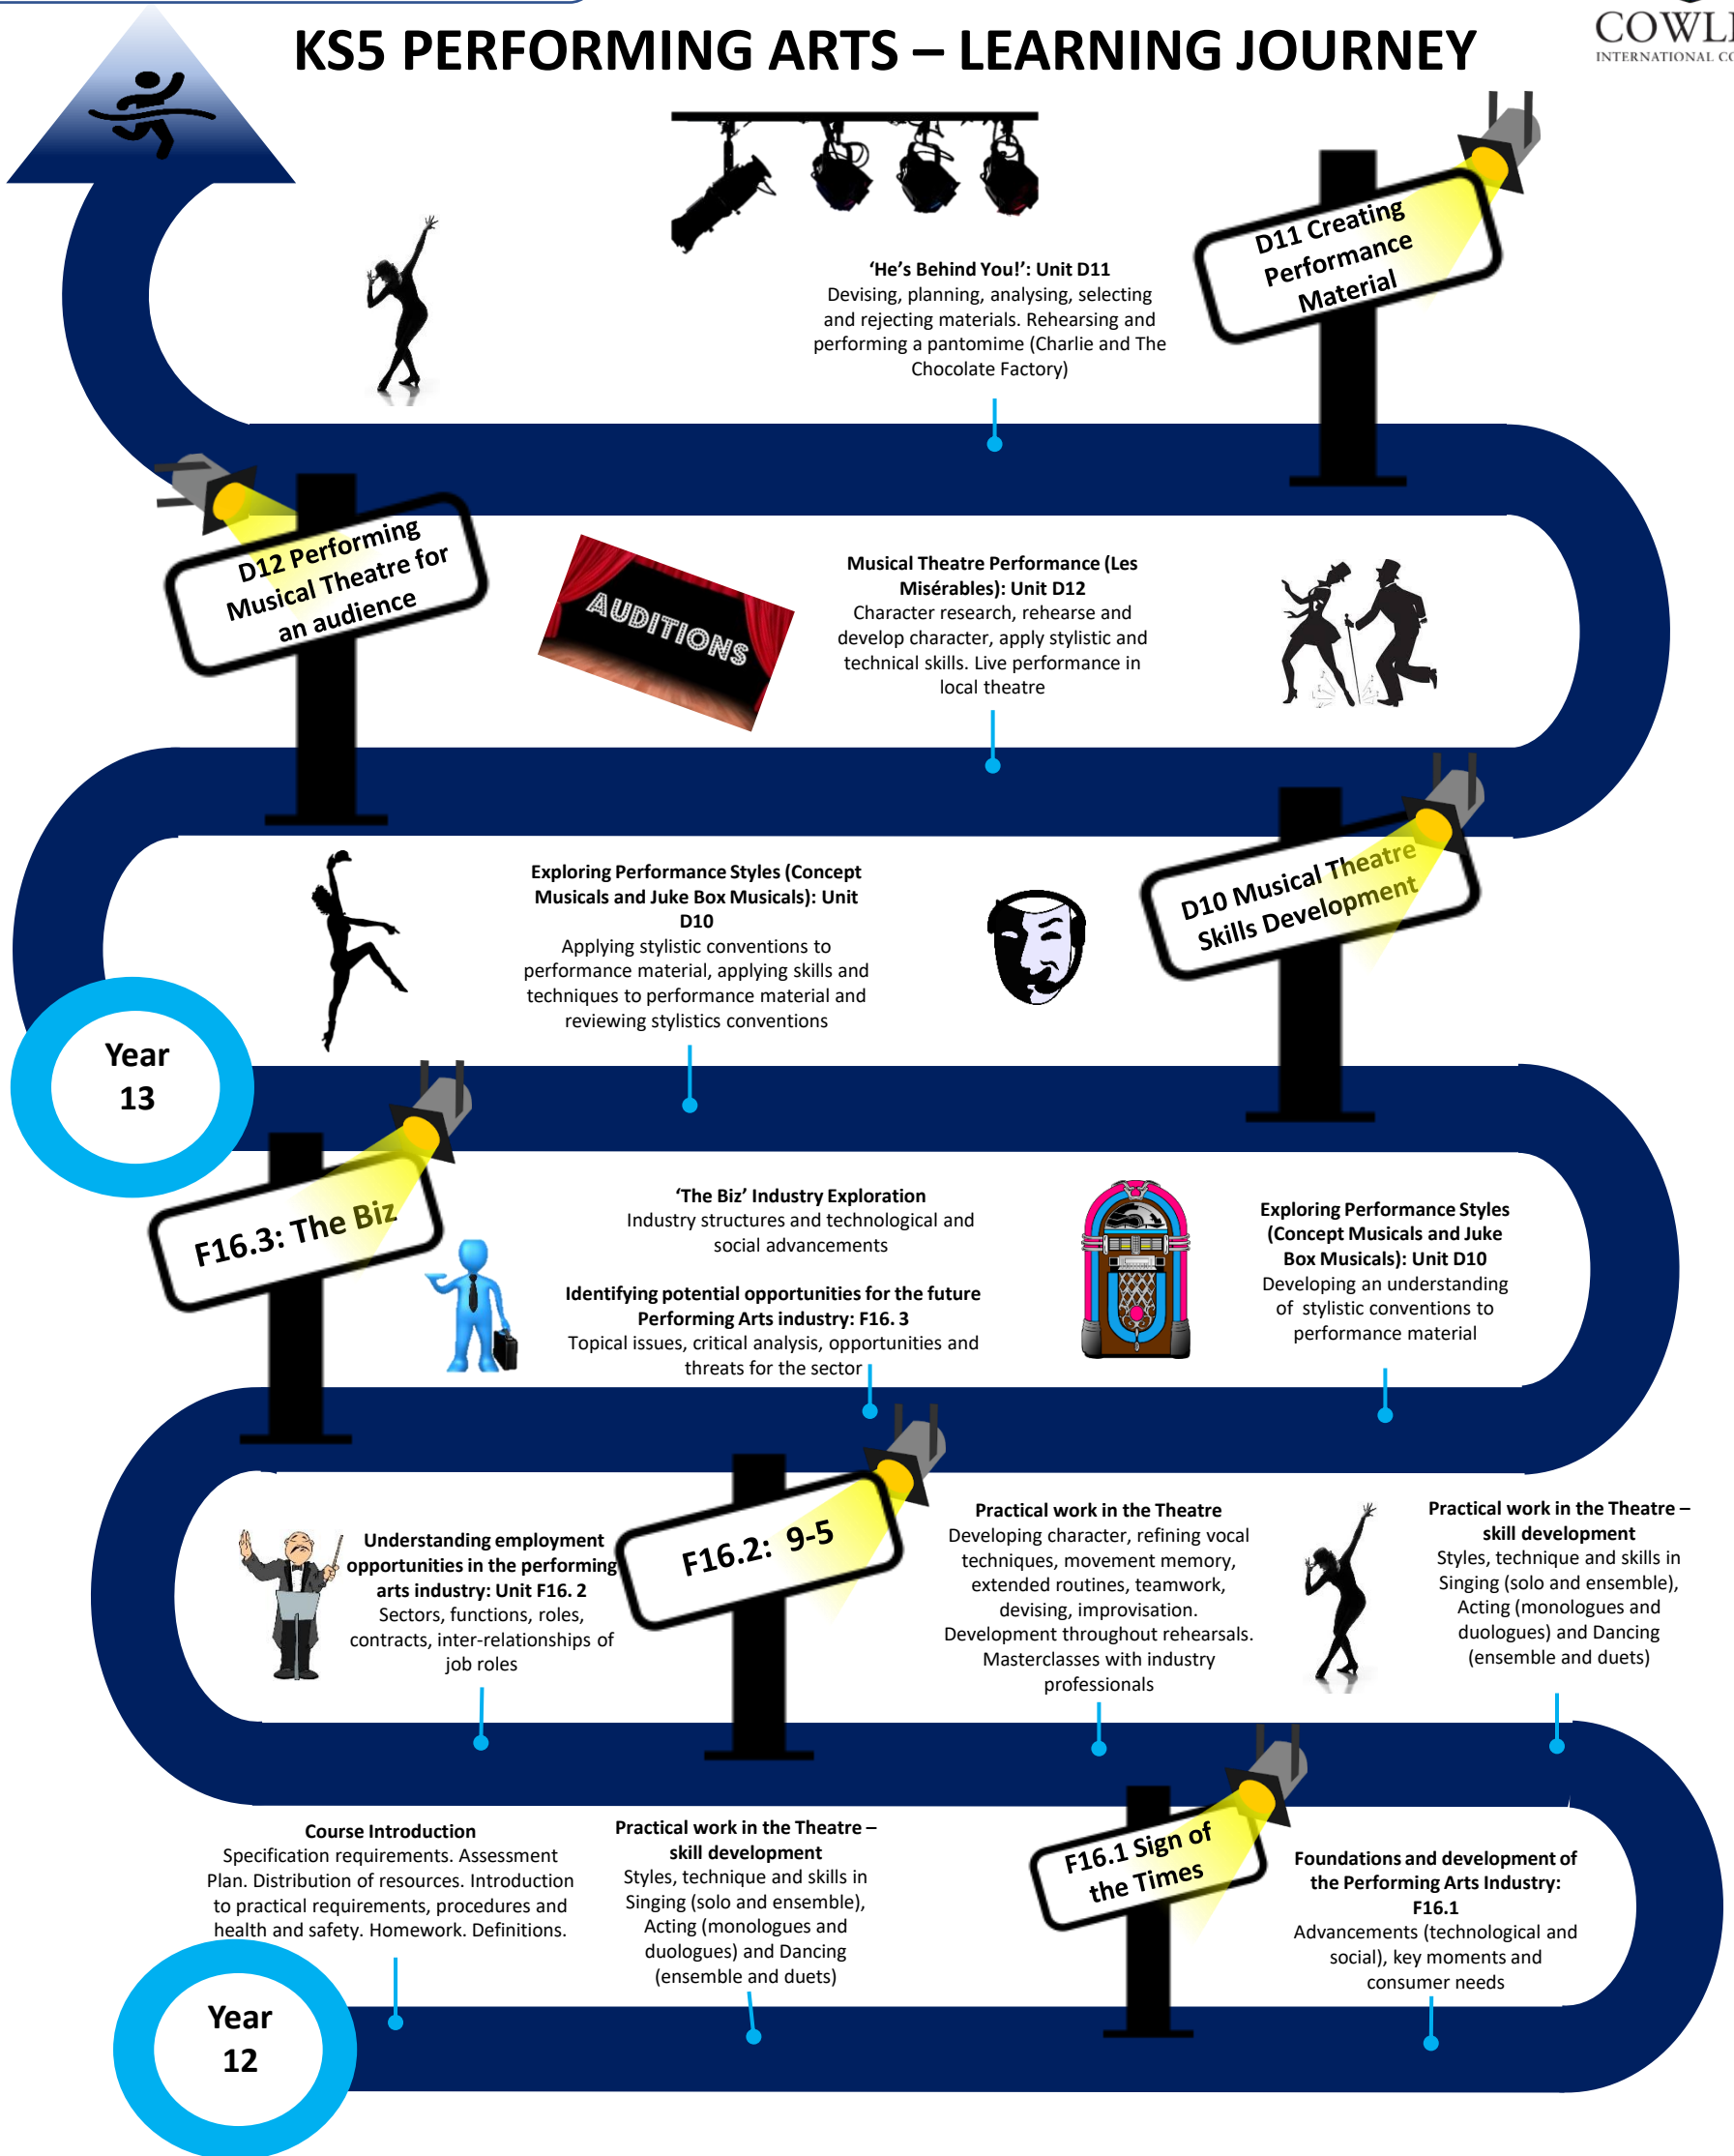 KS5 PERFORMING ARTS – LEARNING JOURNEY
INTERNATIONAL
D11 Creating
Performance
Material
‘He’s Behind You!’: Unit D11
Devising, planning, analysing, selecting
and rejecting materials. Rehearsing and
performing a pantomime (Charlie and The
Chocolate Factory)
D12 Performing
Musical Theatre for
an audience
AUDITIONS
Musical Theatre Performance (Les
Misérables): Unit D12
Character research, rehearse and
develop character, apply stylistic and
technical skills. Live performance in
local theatre
Exploring Performance Styles (Concept
Musicals and Juke Box Musicals): Unit
D10
Applying stylistic conventions to
performance material, applying skills and
techniques to performance material and
reviewing stylistics conventions
D10 Musical Theatre
Skills Development
Year
13
F16.3: The Biz
‘The Biz’ Industry Exploration
Industry structures and technological and
social advancements
Identifying potential opportunities for the future
Performing Arts industry: F16. 3
Topical issues, critical analysis, opportunities and
threats for the sector
Exploring Performance Styles
(Concept Musicals and Juke
Box Musicals): Unit D10
Developing an understanding
of stylistic conventions to
performance material
Understanding employment
opportunities in the performing
arts industry: Unit F16. 2
Sectors, functions, roles,
contracts, inter-relationships of
job roles
F16.2: 9-5
Practical work in the Theatre
Developing character, refining vocal
techniques, movement memory,
extended routines, teamwork,
devising, improvisation.
Development throughout rehearsals.
Masterclasses with industry
professionals
Practical work in the Theatre –
skill development
Styles, technique and skills in
Singing (solo and ensemble),
Acting (monologues and
duologues) and Dancing
(ensemble and duets)
Course Introduction
Specification requirements. Assessment
Plan. Distribution of resources. Introduction
to practical requirements, procedures and
health and safety. Homework. Definitions.
Practical work in the Theatre –
skill development
Styles, technique and skills in
Singing (solo and ensemble),
Acting (monologues and
duologues) and Dancing
(ensemble and duets)
F16.1 Sign of
the Times
Foundations and development of
the Performing Arts Industry:
F16.1
Advancements (technological and
social), key moments and
consumer needs
Year
12